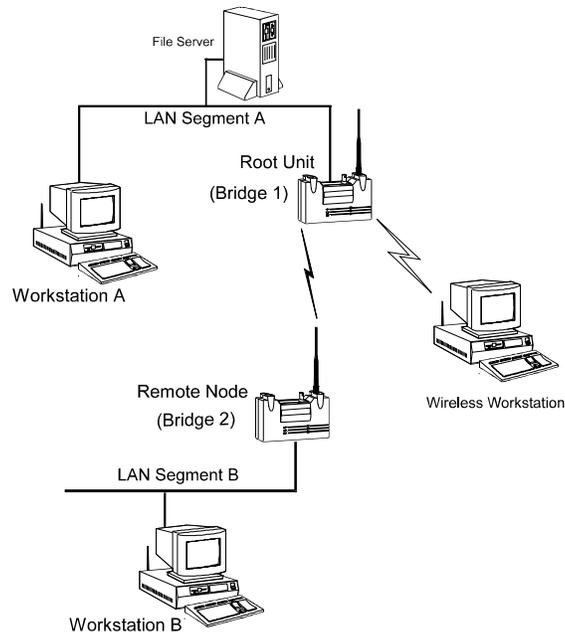 File Server
LAN Segment A
Root Unit
(Bridge 1)
Workstation A
Remote Node
(Bridge 2)
Wireless Workstation
LAN Segment B
Workstation B